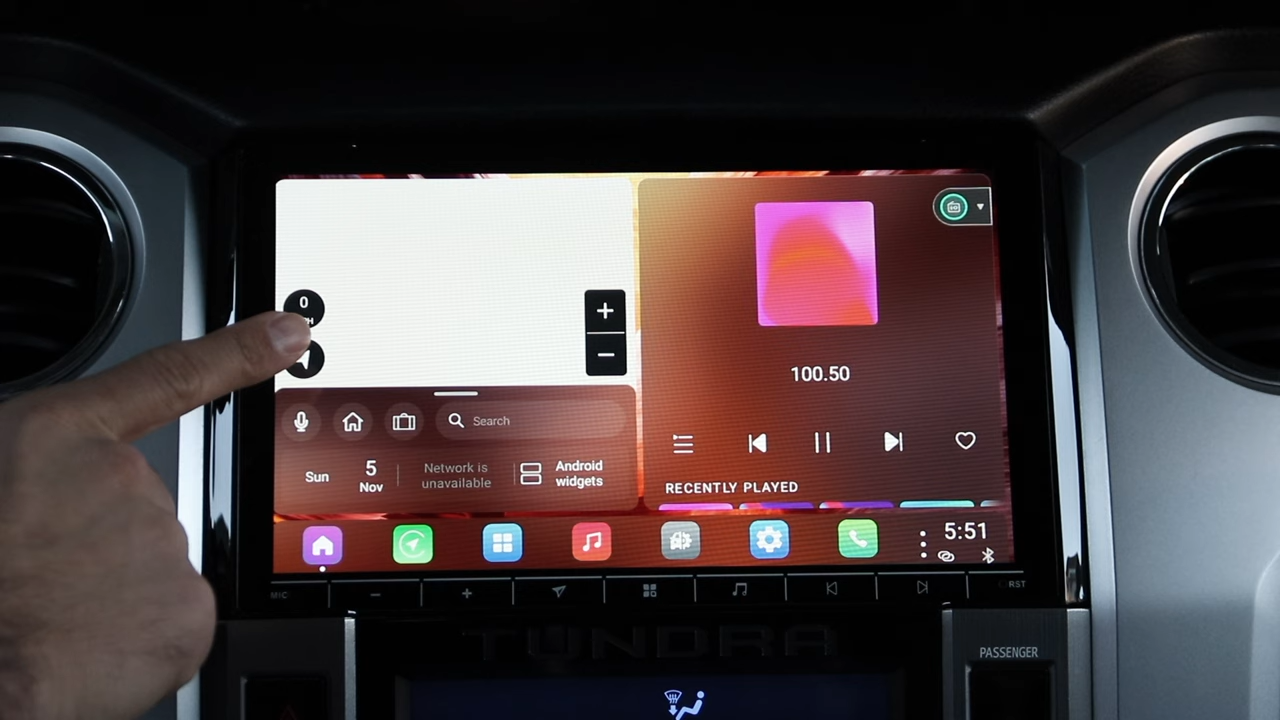 0
100.50
Search
Sun
5
Nov
Network is
unavailable
Android
widgets
RECENTLY PLAYED
5:51
MIC
RST
TUNDRA
PASSENGER